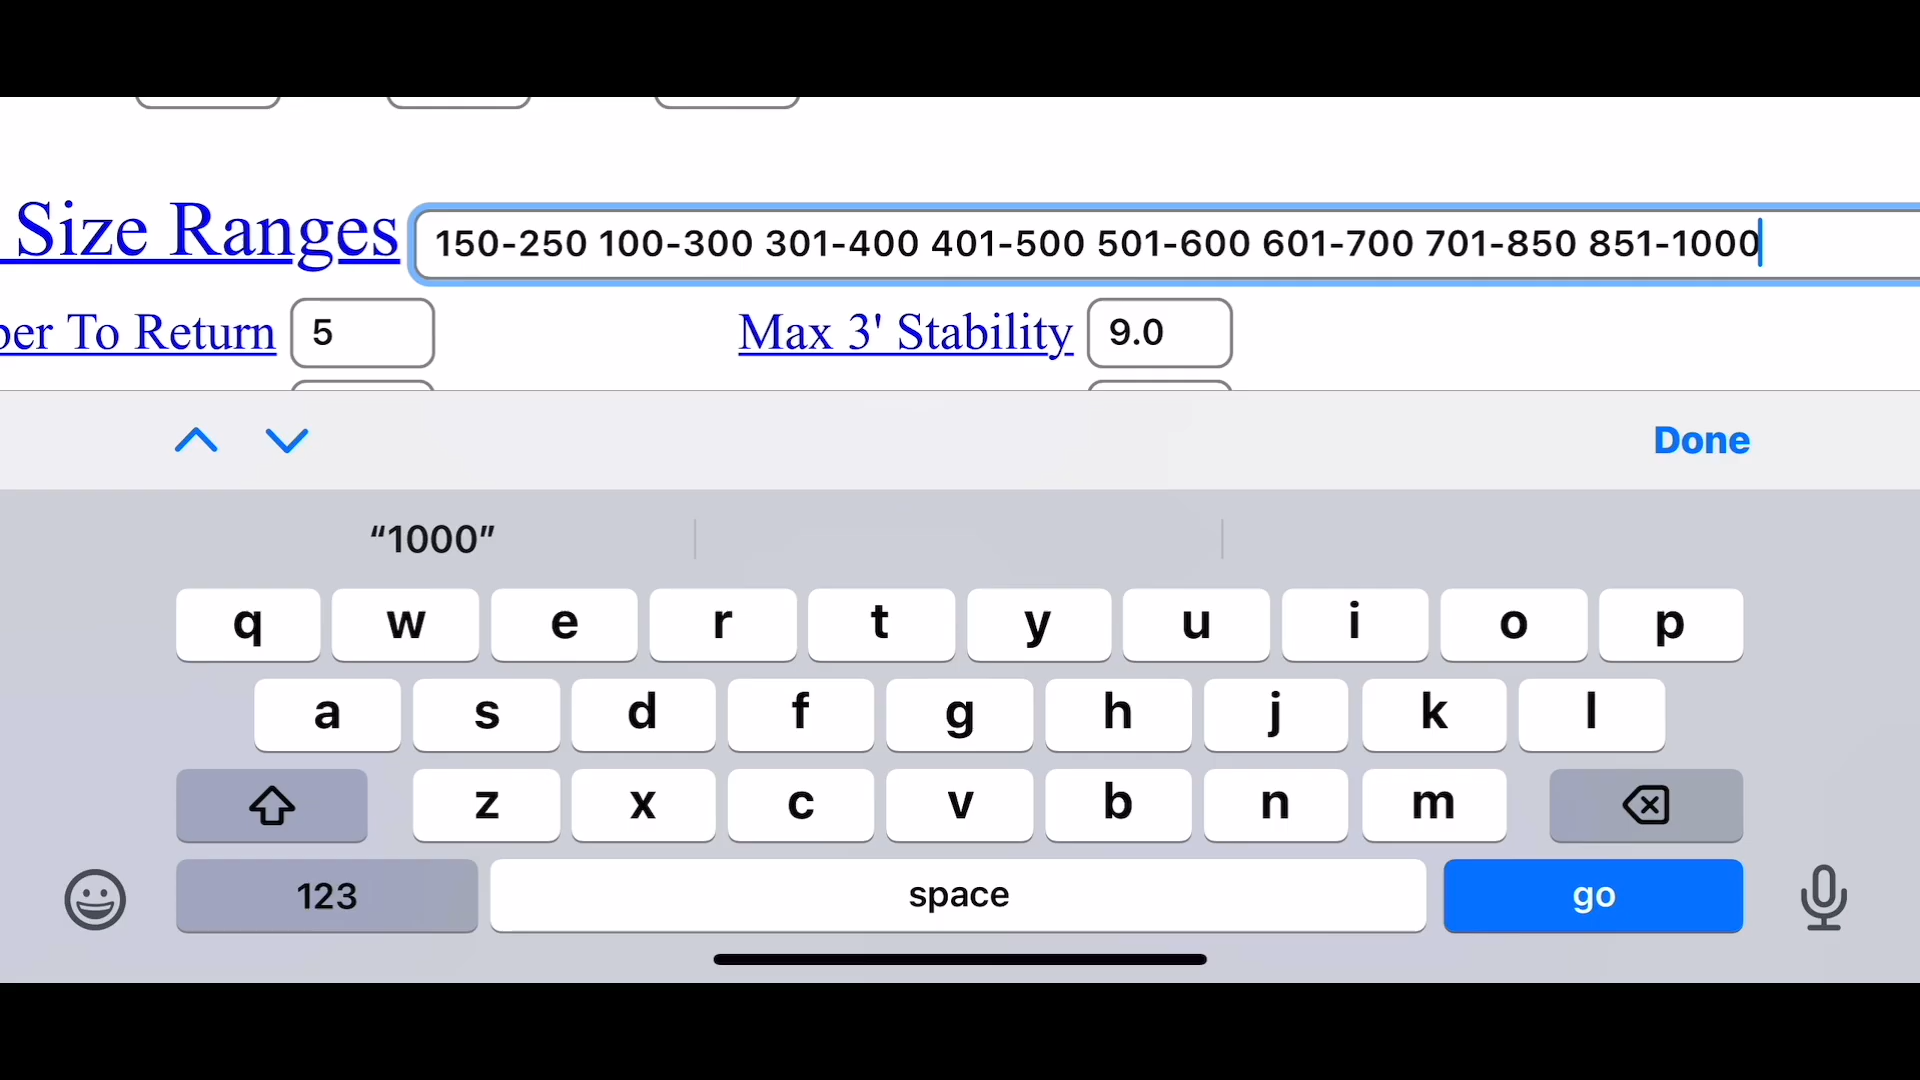 Size Ranges 150-250 100-300 301-400 401-500 501-600 601-700 701-850 851-1000
To Return 5 Max 3' Stability 9.0
Done
“1000”
q w e r t y u i o p
a s d f g h j k l
z x c v b n m
123 space go